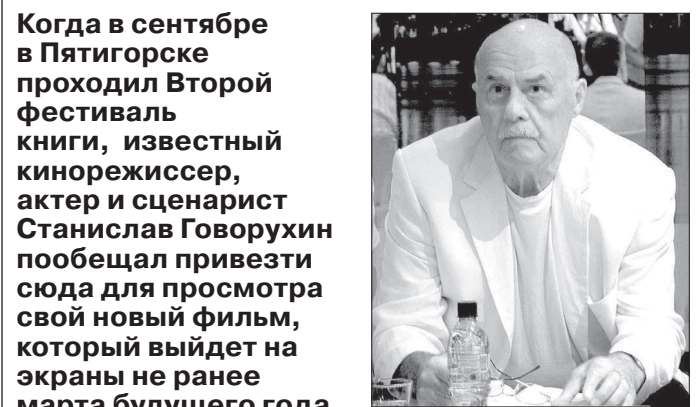 Когда в сентябре
в Пятигорске
проходил Второй
фестиваль
книги, известный
кинорежиссер,
актер и сценарист
Станислав Говорухин
пообещал привезти
сюда для просмотра
свой новый фильм,
который выйдет на
экраны не ранее
марта будущего года